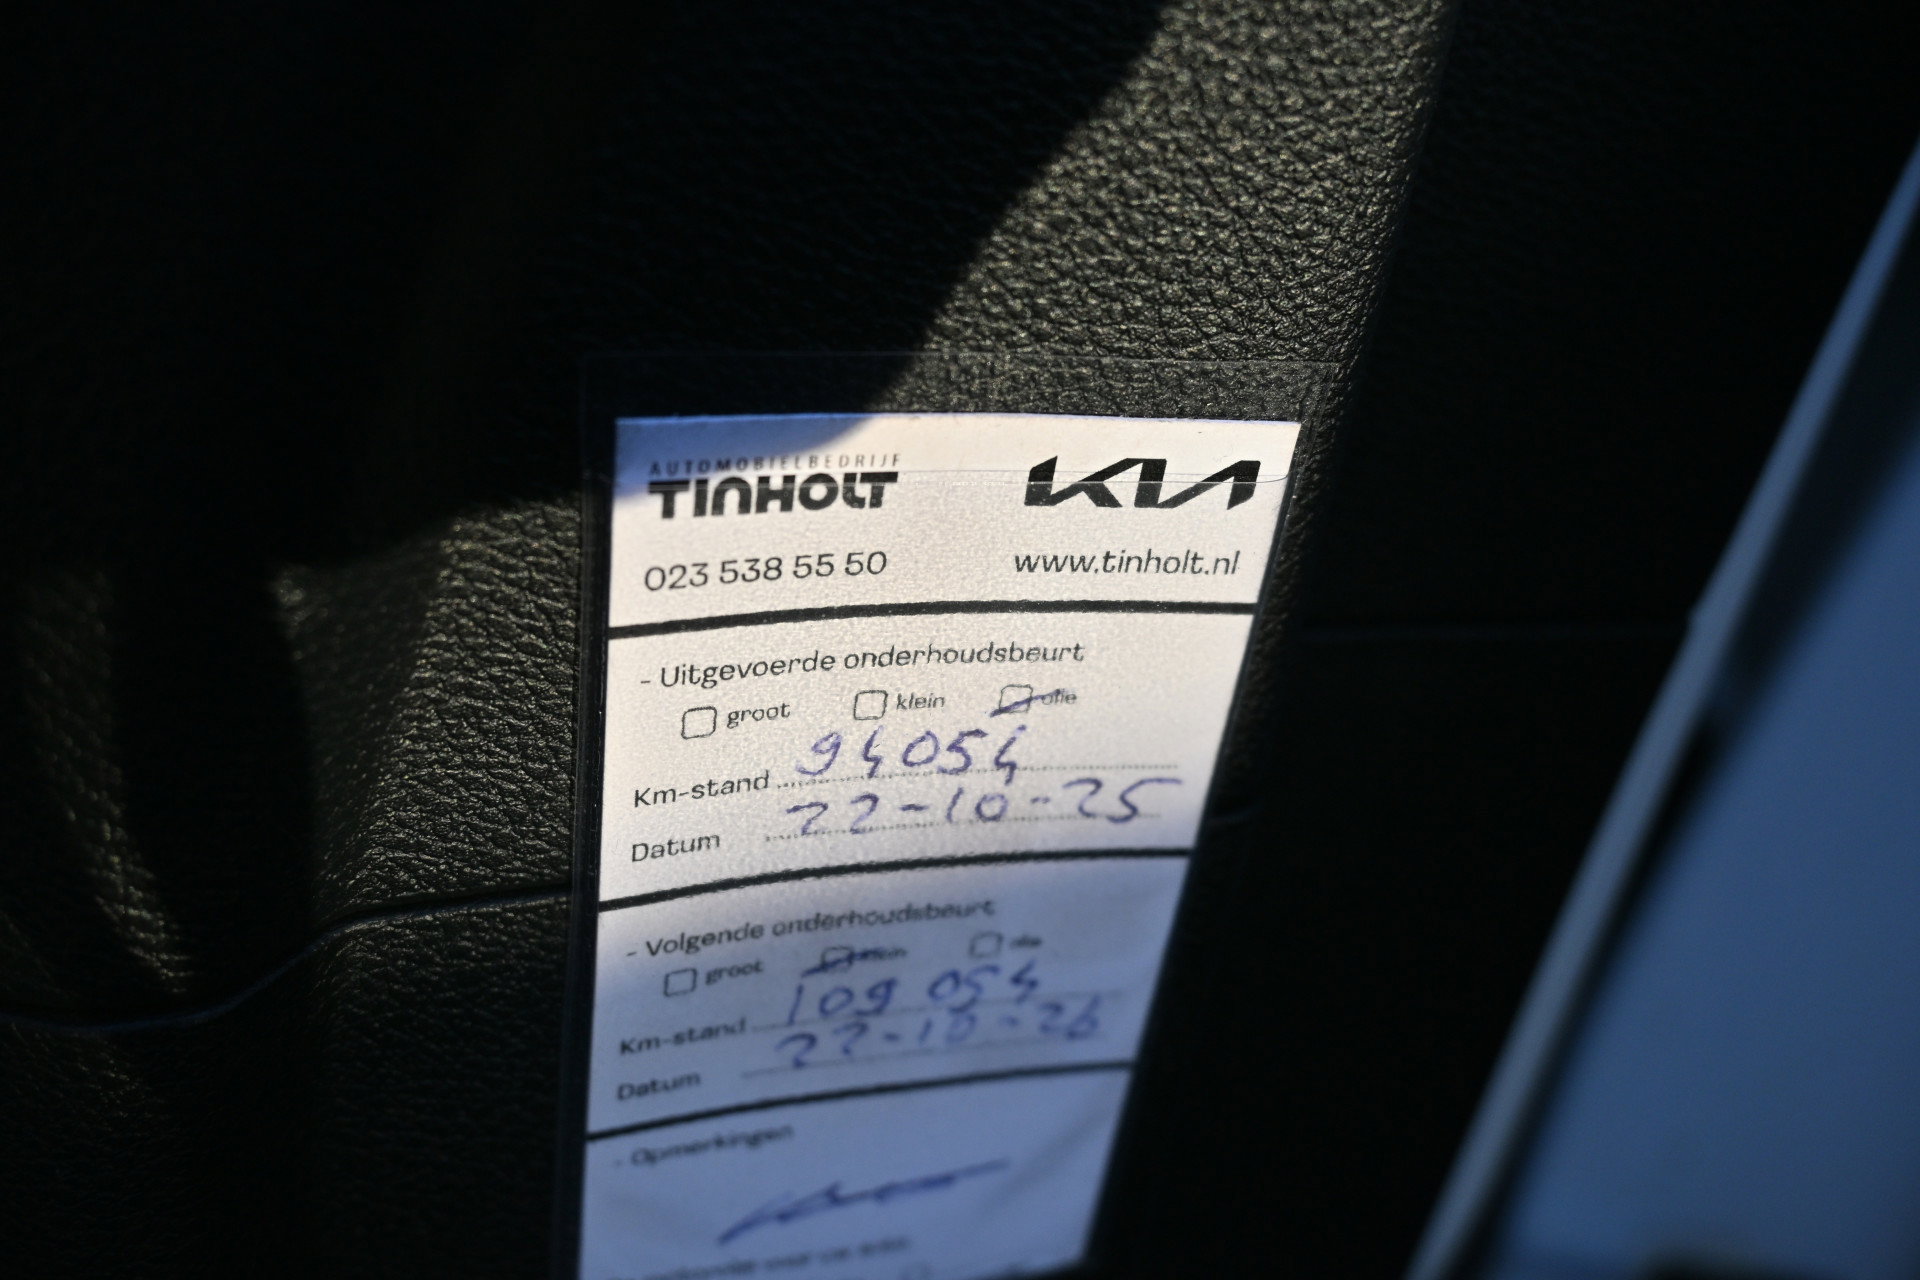 AUTOMOBIELBEDRIJF
TINHOLT KIA
023 538 55 50 www.tinholt.nl
- Uitgevoerde onderhoudsbeurt
groot klein olie
Km-stand 94054
Datum 22-10-25
- Volgende onderhoudsbeurt
groot klein olie
Km-stand 109 054
Datum 22-10-26
- Opmerkingen